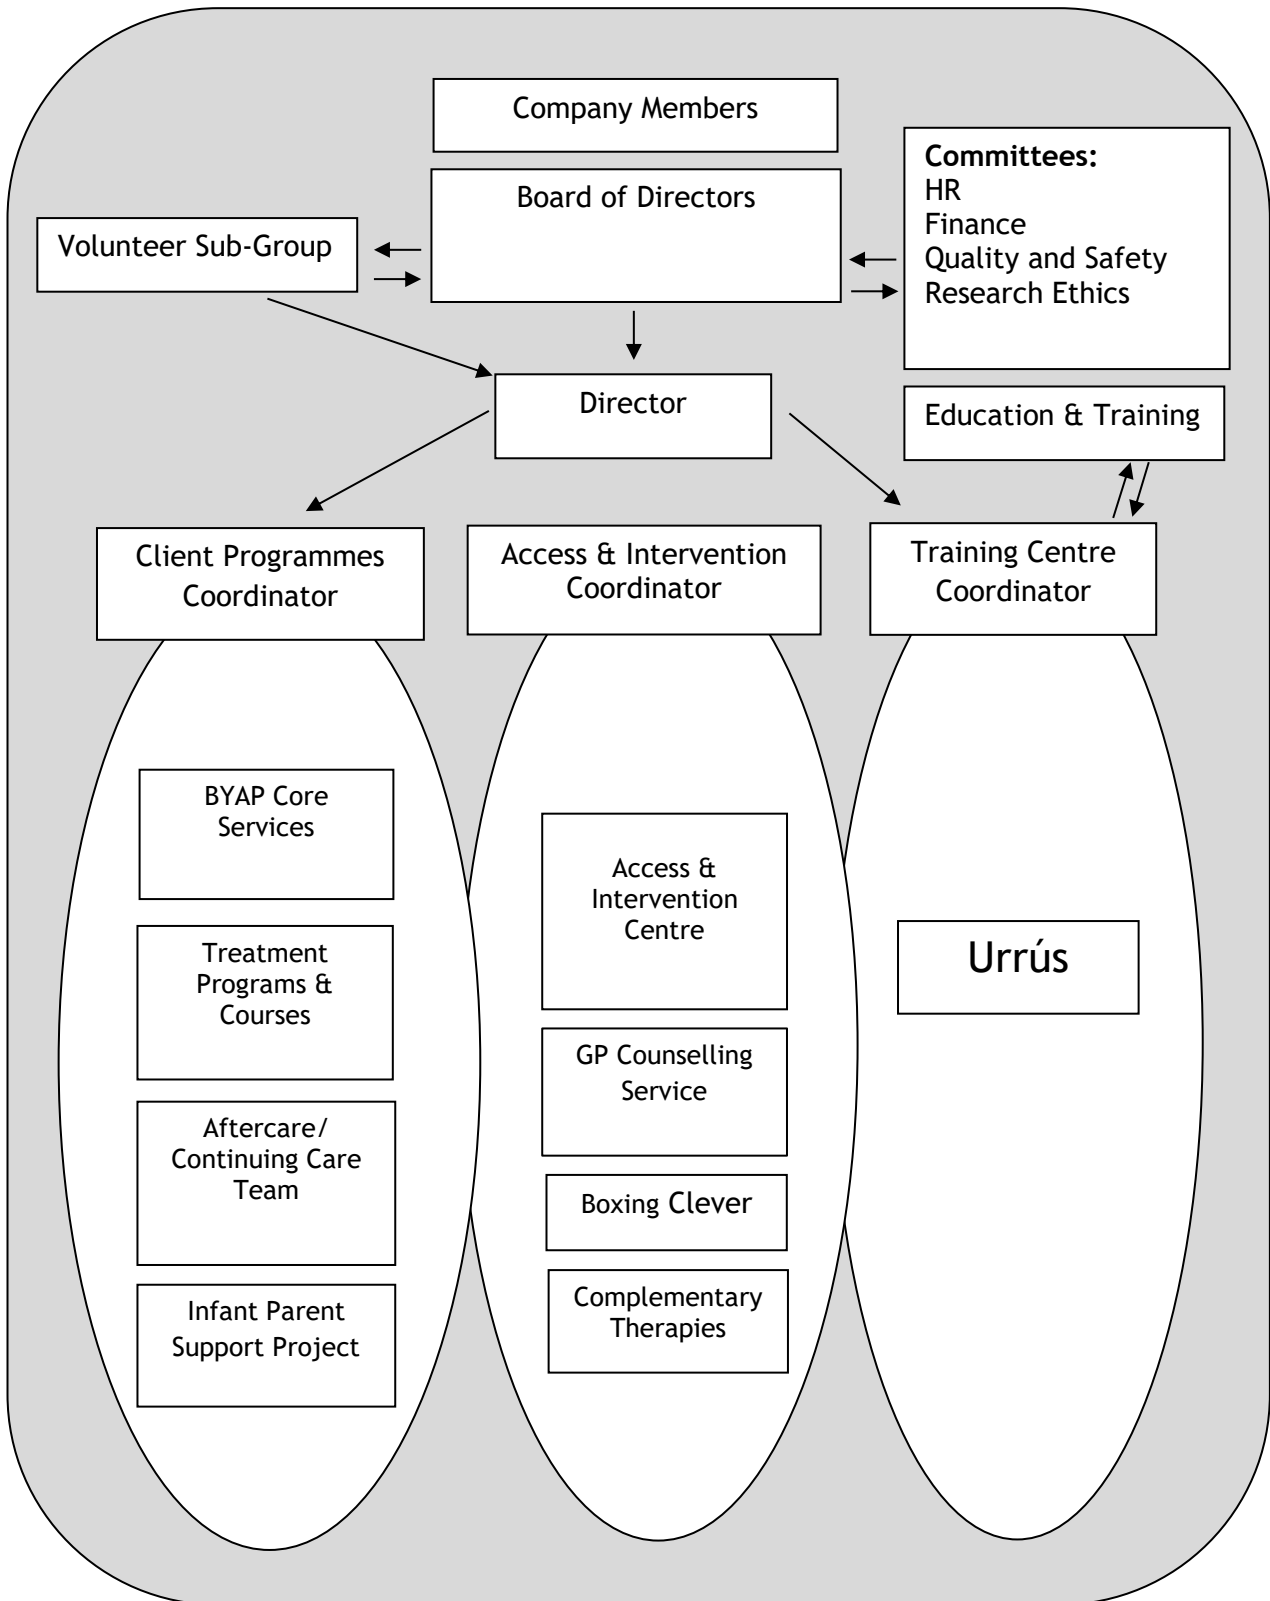 Company Members
Board of Directors
Volunteer Sub-Group
Committees:
HR
Finance
Quality and Safety
Research Ethics
Director
Education & Training
Client Programmes
Coordinator
Access & Intervention
Coordinator
Training Centre
Coordinator
BYAP Core
Services
Treatment
Programs &
Courses
Aftercare/
Continuing Care
Team
Infant Parent
Support Project
Access &
Intervention
Centre
GP Counselling
Service
Boxing Clever
Complementary
Therapies
Urrús